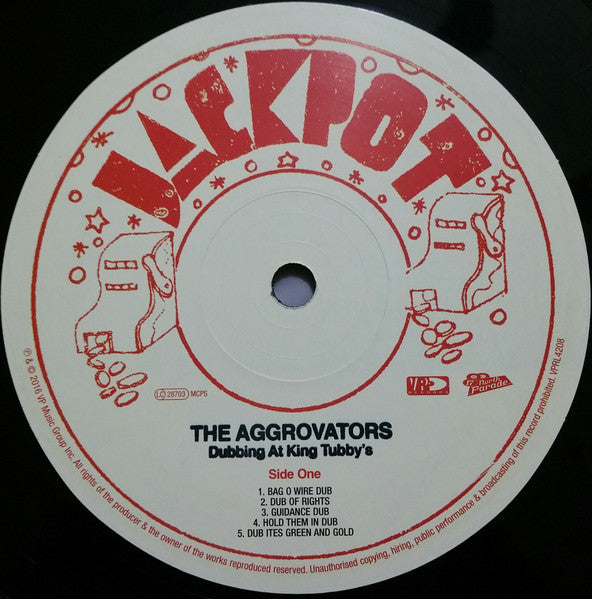 JACKPOT
LC 28703 MCPS
VP
RECORDS
17 North
Parade
THE AGGROVATORS
Dubbing At King Tubby's
Side One
1. BAG O WIRE DUB
2. DUB OF RIGHTS
3. GUIDANCE DUB
4. HOLD THEM IN DUB
5. DUB ITES GREEN AND GOLD
℗ & © 2016 VP Music Group Inc. All rights of the producer & the owner of the works reproduced reserved. Unauthorised copying, hiring, public performance & broadcasting of this record prohibited. VPRL4208